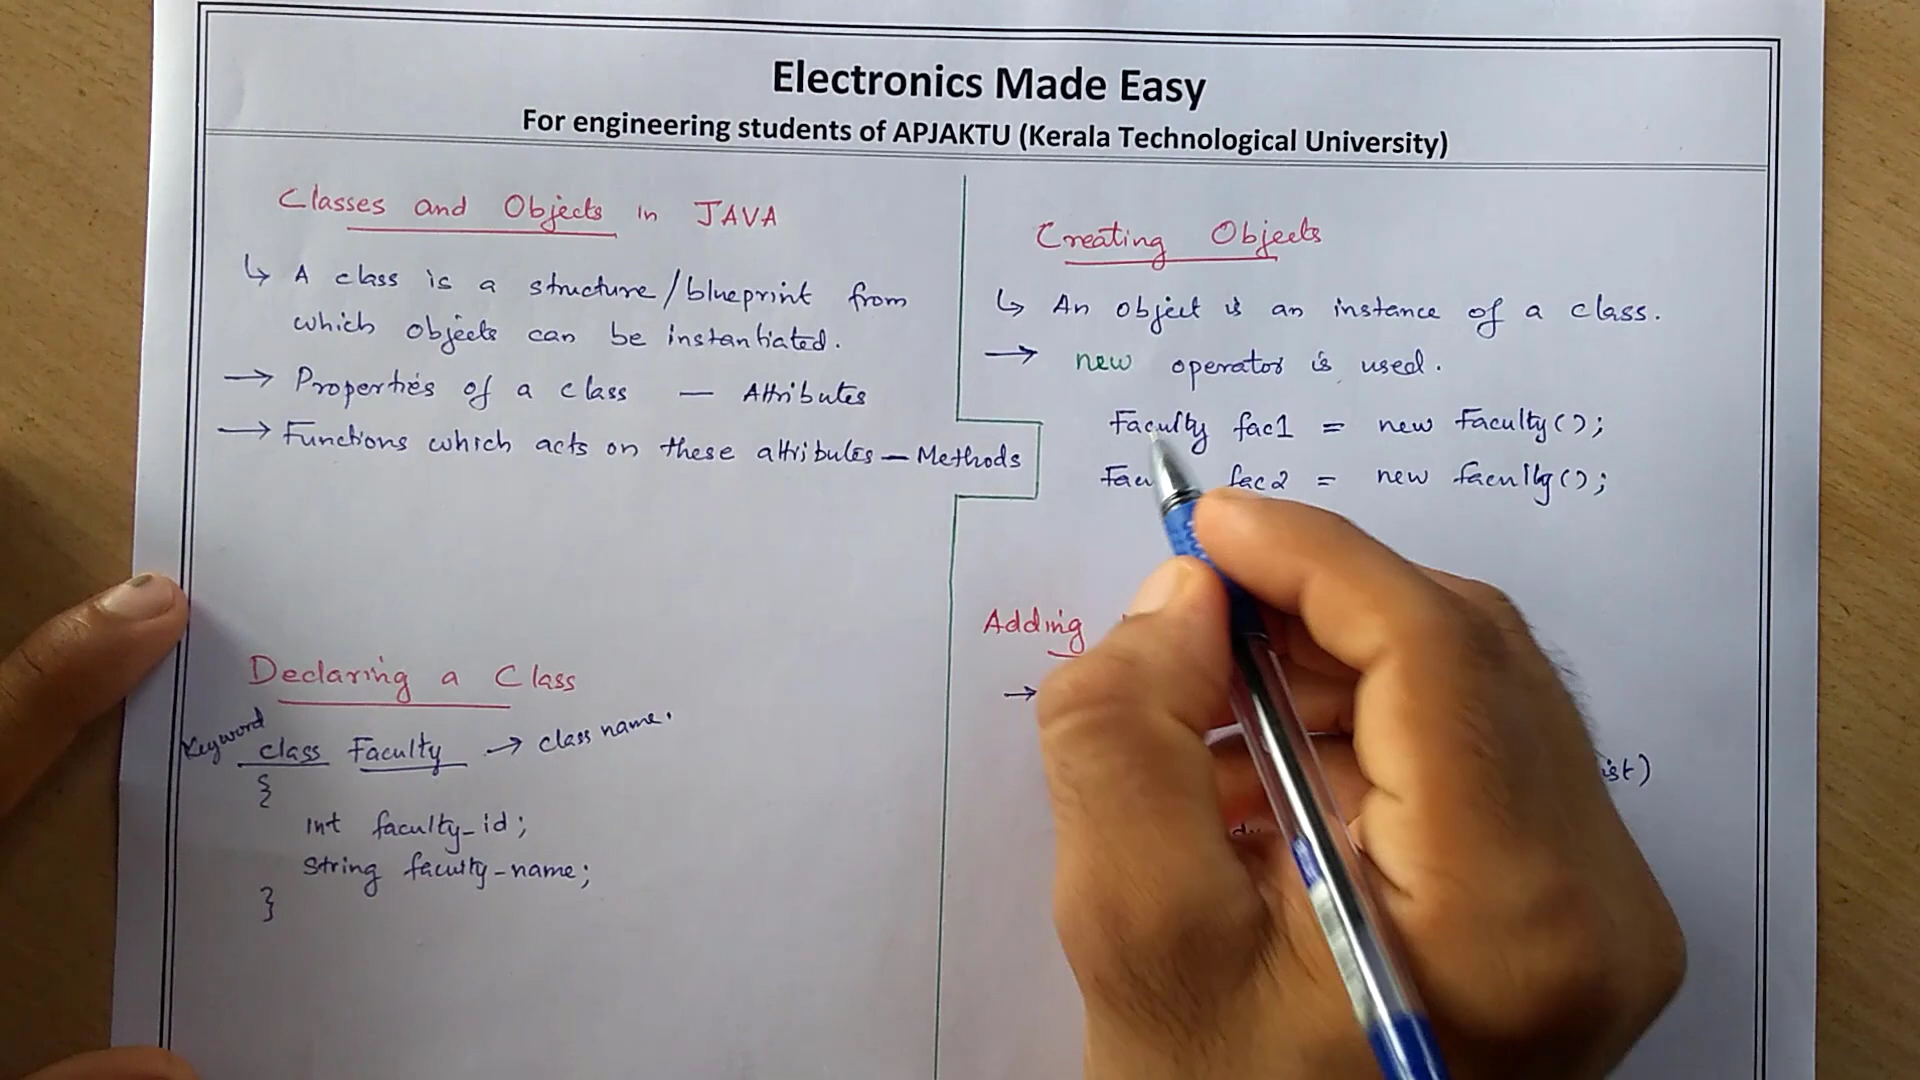 Electronics Made Easy
For engineering students of APJAKTU (Kerala Technological University)
Classes and Objects in JAVA
↳ A class is a structure/blueprint from
which objects can be instantiated.
→ Properties of a class — Attributes
→ Functions which acts on these attributes — Methods
Declaring a Class
Keyword class Faculty → class name.
{
int faculty_id;
String faculty-name;
}
Creating Objects
↳ An object is an instance of a class.
→ new operator is used.
Faculty fac1 = new Faculty();
fac2 = new faculty();
Adding
→